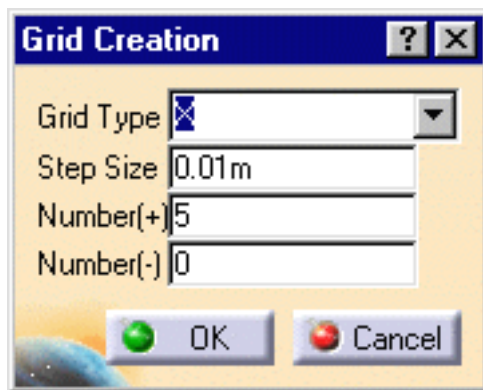 Grid Creation ?
Grid Type X
Step Size 0.01m
Number(+) 5
Number(-) 0
OK Cancel